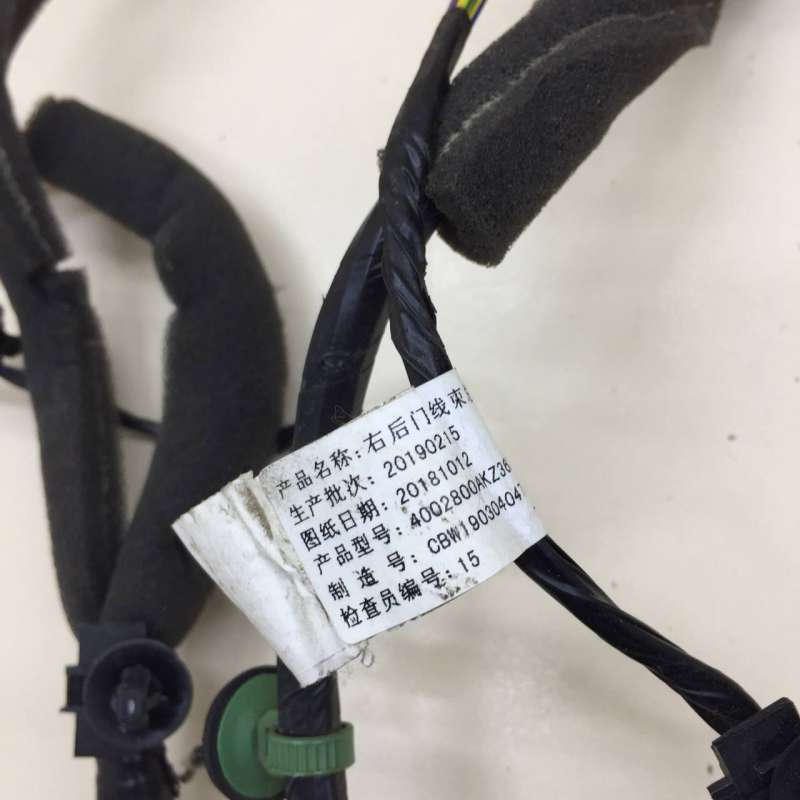 产品名称：右后门线束
生产批次：20190215
图纸日期：20181012
产品型号：4002800AKZ36
制 造 号：CBW190304047
检查员编号：15